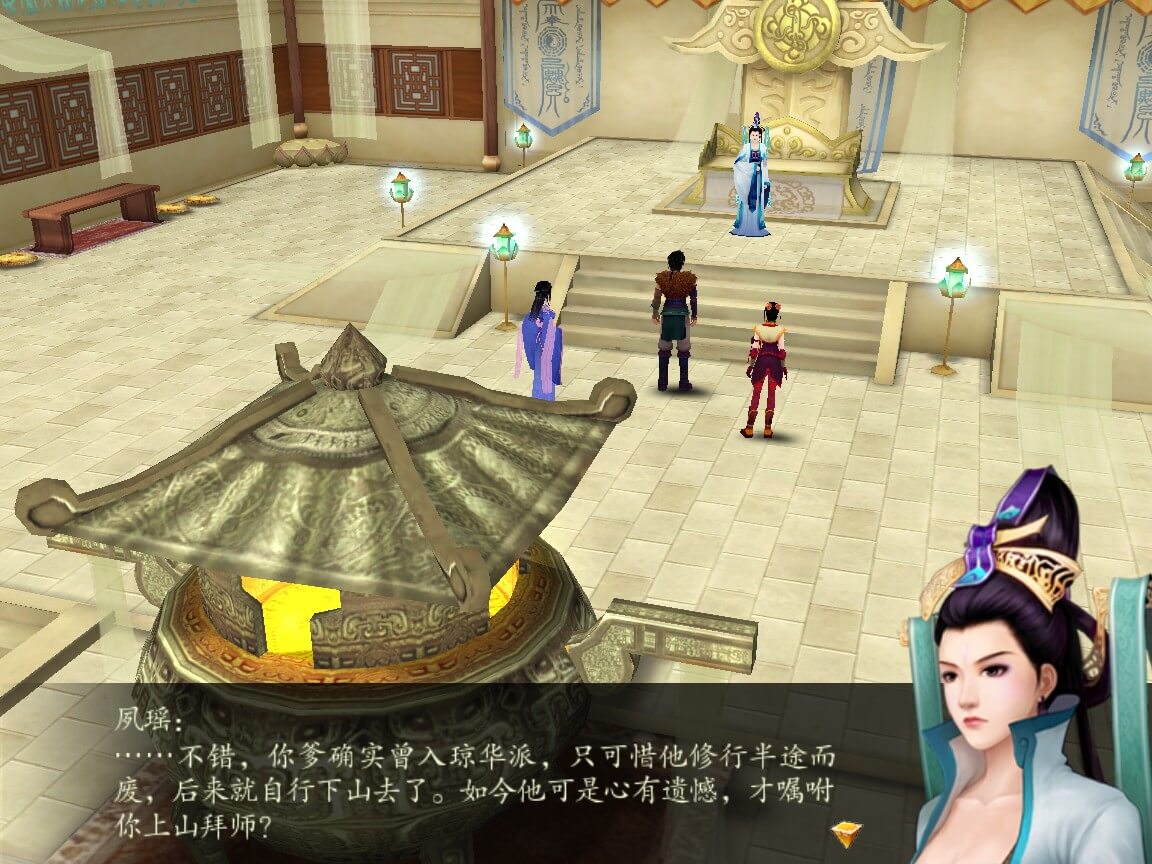 夙瑶：
……不错，你爹确实曾入琼华派，只可惜他修行半途而
废，后来就自行下山去了。如今他可是心有遗憾，才嘱咐
你上山拜师？